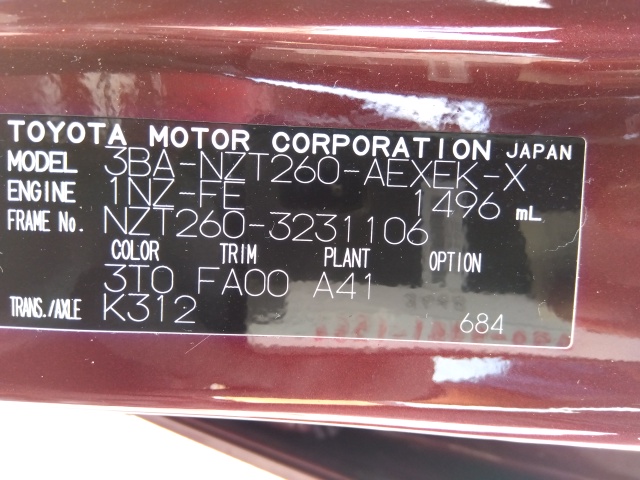 TOYOTA MOTOR CORPORATION JAPAN
MODEL 3BA-NZT260-AEXEK-X
ENGINE 1NZ-FE 1496 mL
FRAME No. NZT260-3231106
COLOR TRIM PLANT OPTION
3T0 FA00 A41
TRANS./AXLE K312 684